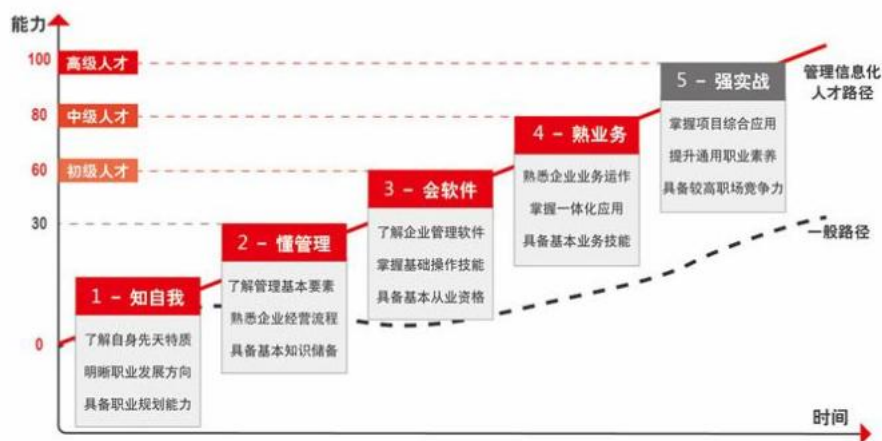 能力
100
高级人才
80
中级人才
60
初级人才
30
0
1 - 知自我
了解自身先天特质
明晰职业发展方向
具备职业规划能力
2 - 懂管理
了解管理基本要素
熟悉企业经营流程
具备基本知识储备
3 - 会软件
了解企业管理软件
掌握基础操作技能
具备基本从业资格
4 - 熟业务
熟悉企业业务运作
掌握一体化应用
具备基本业务技能
5 - 强实战
掌握项目综合应用
提升通用职业素养
具备较高职场竞争力
管理信息化
人才路径
一般路径
时间